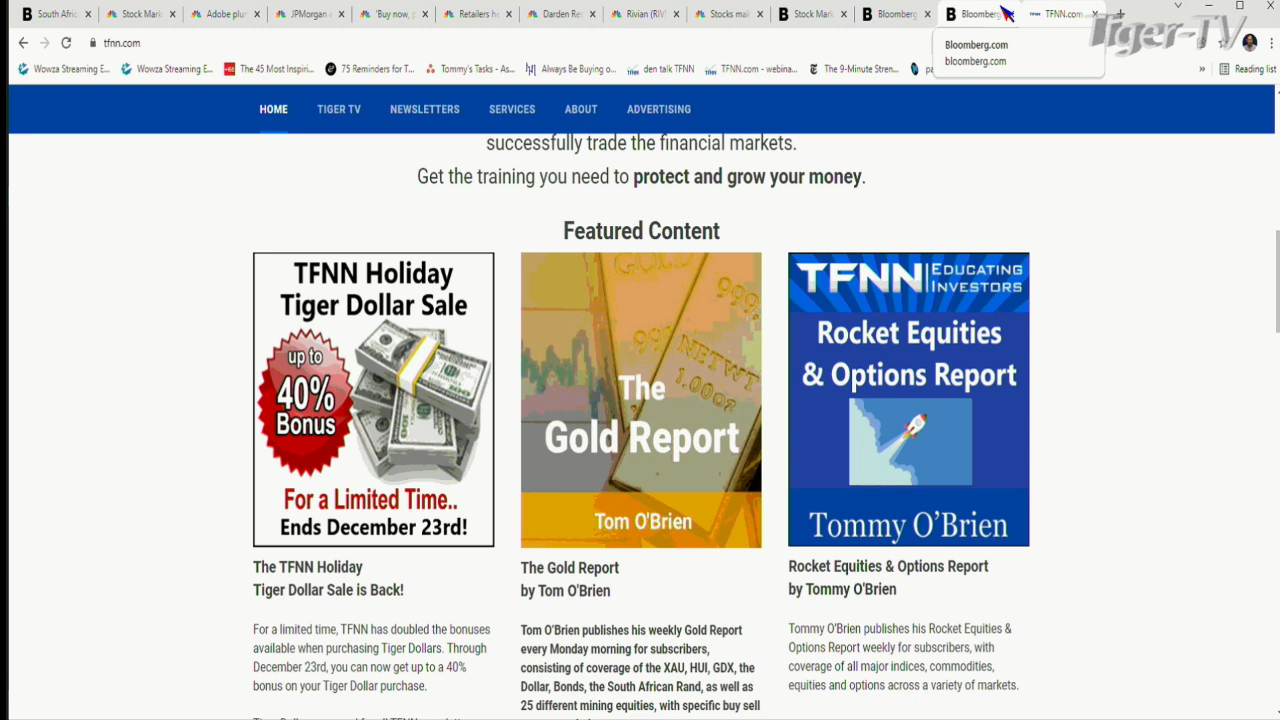 South Afric
Stock Mark
Adobe plu
JPMorgan a
'Buy now, p
Retailers he
Darden Res
Rivian (RIV
Stocks mak
Stock Mark
Bloomberg
Bloomberg
TFNN.com
Tiger-TV
tfnn.com
Bloomberg.com
bloomberg.com
Wowza Streaming E...
Wowza Streaming E...
The 45 Most Inspiri...
75 Reminders for T...
Tommy's Tasks - As...
Always Be Buying o...
den talk TFNN
TFNN.com - webina...
The 9-Minute Stren...
»
Reading list
HOME
TIGER TV
NEWSLETTERS
SERVICES
ABOUT
ADVERTISING
successfully trade the financial markets.
Get the training you need to protect and grow your money.
Featured Content
TFNN Holiday
Tiger Dollar Sale
up to
40%
Bonus
For a Limited Time..
Ends December 23rd!
The TFNN Holiday
Tiger Dollar Sale is Back!
For a limited time, TFNN has doubled the bonuses
available when purchasing Tiger Dollars. Through
December 23rd, you can now get up to a 40%
bonus on your Tiger Dollar purchase.
GOLD
999.
NETWT
1.00oz
The
Gold Report
Tom O'Brien
The Gold Report
by Tom O'Brien
Tom O'Brien publishes his weekly Gold Report
every Monday morning for subscribers,
consisting of coverage of the XAU, HUI, GDX, the
Dollar, Bonds, the South African Rand, as well as
25 different mining equities, with specific buy sell
TFNN EDUCATING
INVESTORS
Rocket Equities
& Options Report
Tommy O'Brien
Rocket Equities & Options Report
by Tommy O'Brien
Tommy O'Brien publishes his Rocket Equities &
Options Report weekly for subscribers, with
coverage of all major indices, commodities,
equities and options across a variety of markets.